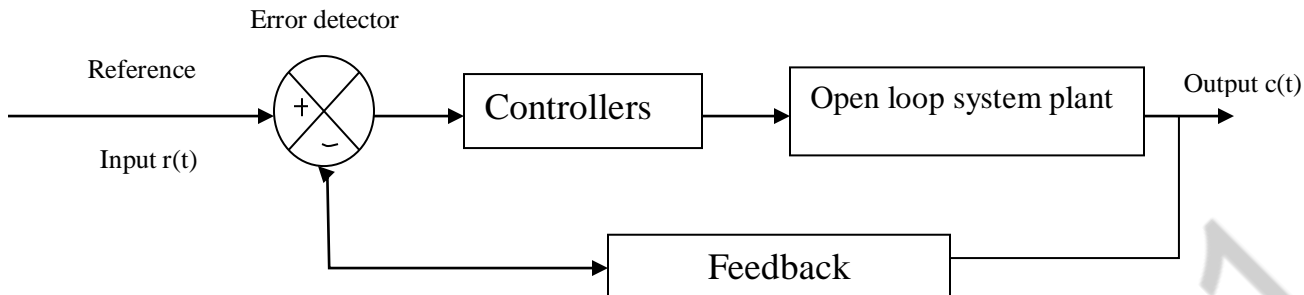 Error detector
Reference
Input r(t)
+
−
Controllers
Open loop system plant
Output c(t)
Feedback